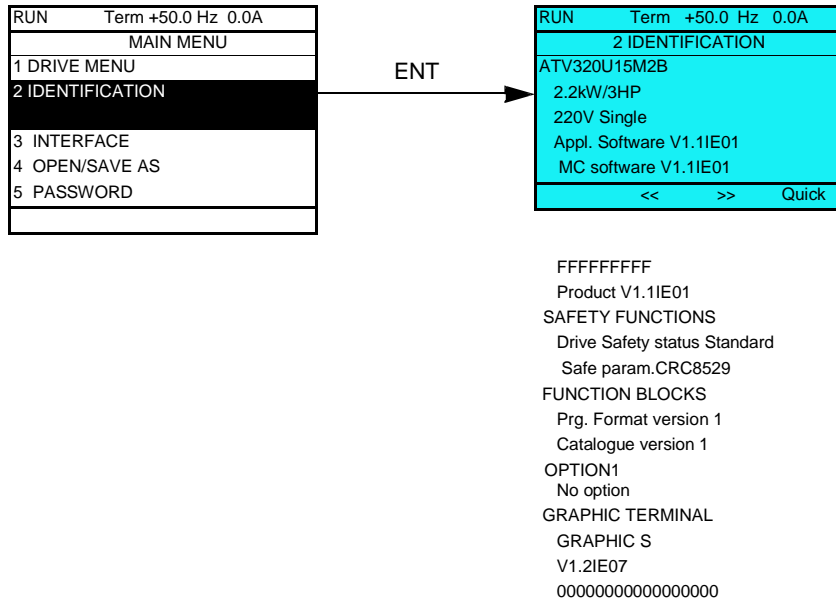 RUN Term +50.0 Hz 0.0A
MAIN MENU
1 DRIVE MENU
2 IDENTIFICATION
3 INTERFACE
4 OPEN/SAVE AS
5 PASSWORD
ENT
RUN Term +50.0 Hz 0.0A
2 IDENTIFICATION
ATV320U15M2B
2.2kW/3HP
220V Single
Appl. Software V1.1IE01
MC software V1.1IE01
<< >> Quick
FFFFFFFFF
Product V1.1IE01
SAFETY FUNCTIONS
Drive Safety status Standard
Safe param.CRC8529
FUNCTION BLOCKS
Prg. Format version 1
Catalogue version 1
OPTION1
No option
GRAPHIC TERMINAL
GRAPHIC S
V1.2IE07
00000000000000000